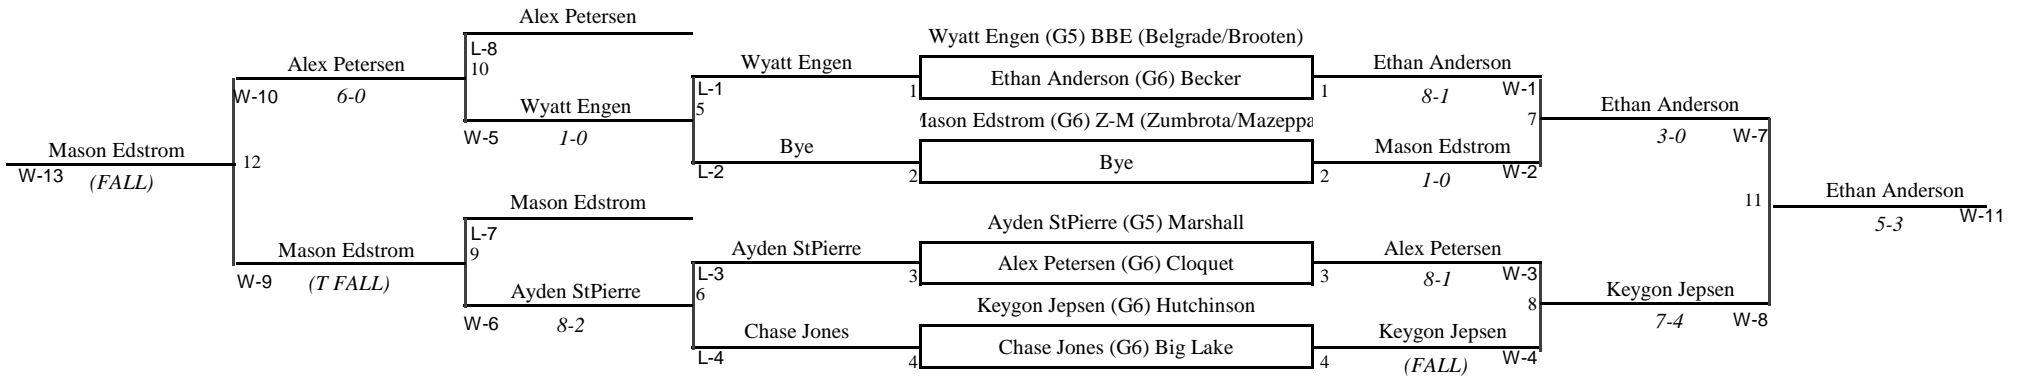 Alex Petersen
L-8
10
Alex Petersen
W-10
6-0
Wyatt Engen
W-5
1-0
Mason Edstrom
W-13
(FALL)
12
Mason Edstrom
L-7
9
Mason Edstrom
W-9
(T FALL)
Ayden StPierre
W-6
8-2
Wyatt Engen
L-1
5
Bye
L-2
Ayden StPierre
L-3
6
Chase Jones
L-4
Wyatt Engen (G5) BBE (Belgrade/Brooten)
1
Ethan Anderson (G6) Becker
1
Mason Edstrom (G6) Z-M (Zumbrota/Mazeppa
2
Bye
2
Ayden StPierre (G5) Marshall
3
Alex Petersen (G6) Cloquet
3
Keygon Jepsen (G6) Hutchinson
4
Chase Jones (G6) Big Lake
4
Ethan Anderson
8-1
W-1
7
Mason Edstrom
1-0
W-2
Alex Petersen
8-1
W-3
8
Keygon Jepsen
(FALL)
W-4
Ethan Anderson
3-0
W-7
11
Keygon Jepsen
7-4
W-8
Ethan Anderson
5-3
W-11